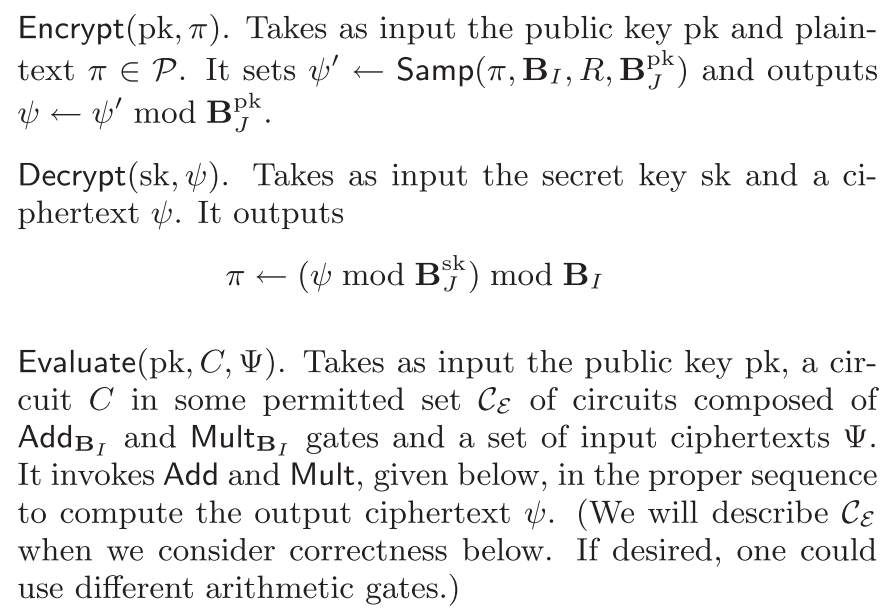 Encrypt(pk, π). Takes as input the public key pk and plain-
text π ∈ 𝒫. It sets ψ′ ← Samp(π, B_I, R, B_J^pk) and outputs
ψ ← ψ′ mod B_J^pk.
Decrypt(sk, ψ). Takes as input the secret key sk and a ci-
phertext ψ. It outputs
π ← (ψ mod B_J^sk) mod B_I
Evaluate(pk, C, Ψ). Takes as input the public key pk, a cir-
cuit C in some permitted set 𝒞_ℰ of circuits composed of
Add_{B_I} and Mult_{B_I} gates and a set of input ciphertexts Ψ.
It invokes Add and Mult, given below, in the proper sequence
to compute the output ciphertext ψ. (We will describe 𝒞_ℰ
when we consider correctness below. If desired, one could
use different arithmetic gates.)